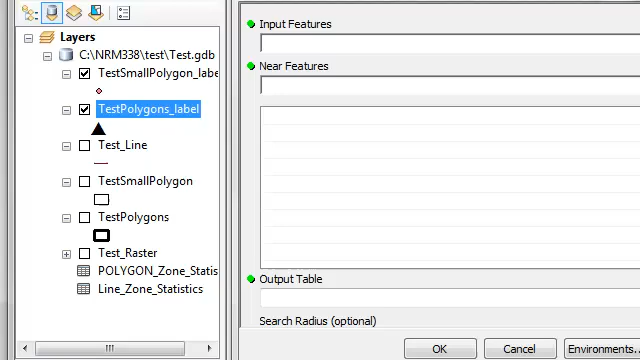 Layers
C:\NRM338\test\Test.gdb
TestSmallPolygon_labe
TestPolygons_label
Test_Line
TestSmallPolygon
TestPolygons
Test_Raster
POLYGON_Zone_Statis
Line_Zone_Statistics
Input Features
Near Features
Output Table
Search Radius (optional)
OK
Cancel
Environments.